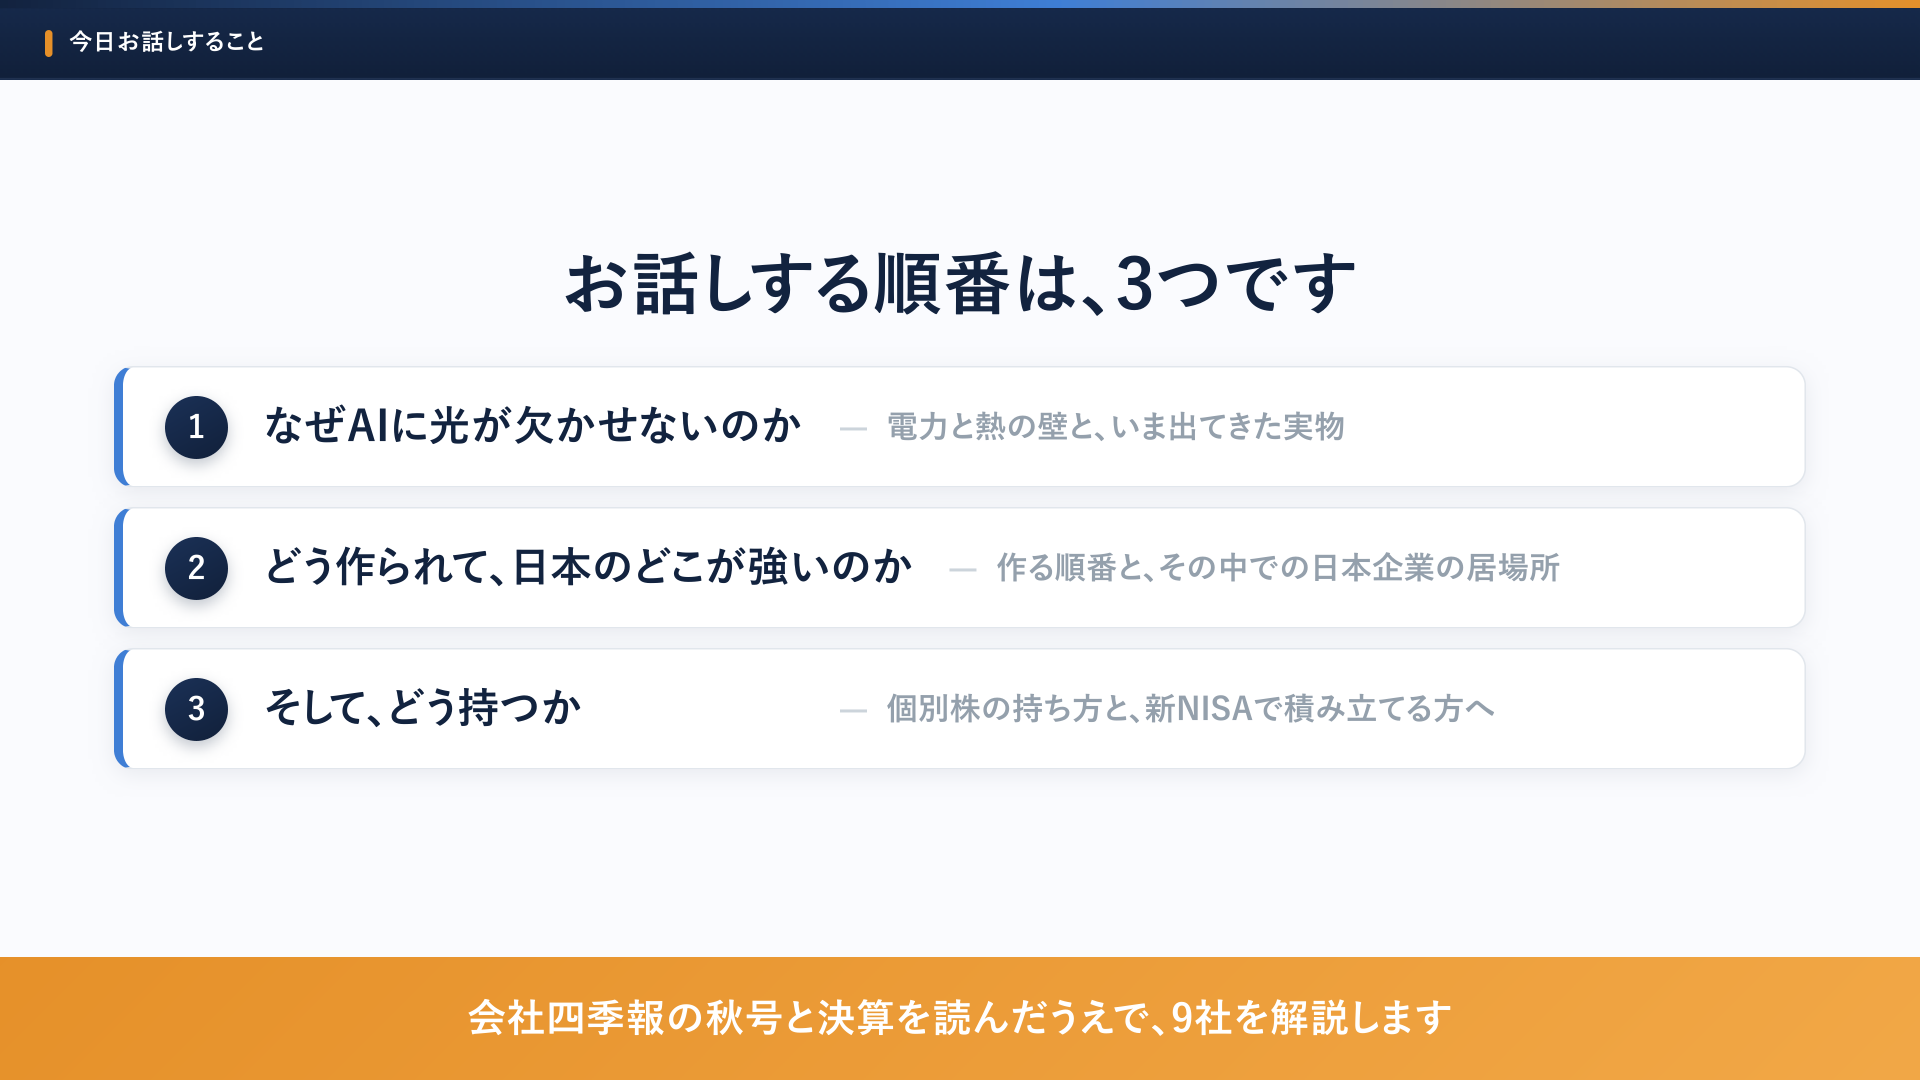 今日お話しすること
お話しする順番は、3つです
1 なぜAIに光が欠かせないのか — 電力と熱の壁と、いま出てきた実物
2 どう作られて、日本のどこが強いのか — 作る順番と、その中での日本企業の居場所
3 そして、どう持つか — 個別株の持ち方と、新NISAで積み立てる方へ
会社四季報の秋号と決算を読んだうえで、9社を解説します